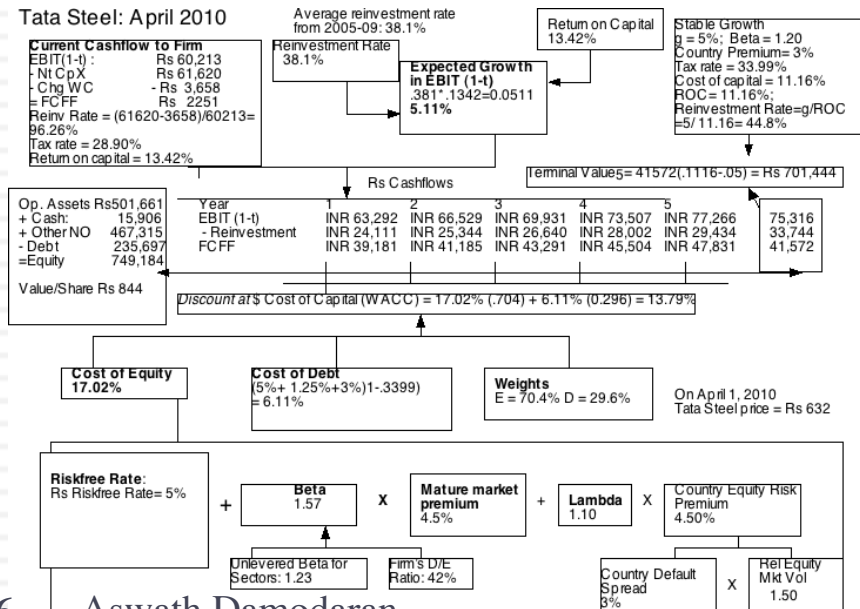 Tata Steel: April 2010
Average reinvestment rate
from 2005-09: 38.1%
Current Cashflow to Firm
EBIT(1-t) : Rs 60,213
- Nt CpX Rs 61,620
- Chg WC - Rs 3,658
= FCFF Rs 2251
Reinv Rate = (61620-3658)/60213=
96.26%
Tax rate = 28.90%
Return on capital = 13.42%
Reinvestment Rate
38.1%
Expected Growth
in EBIT (1-t)
.381*.1342=0.0511
5.11%
Return on Capital
13.42%
Stable Growth
g = 5%; Beta = 1.20
Country Premium= 3%
Tax rate = 33.99%
Cost of capital = 11.16%
ROC= 11.16%;
Reinvestment Rate=g/ROC
=5/ 11.16= 44.8%
Rs Cashflows
Terminal Value5= 41572(.1116-.05) = Rs 701,444
Op. Assets Rs501,661
+ Cash: 15,906
+ Other NO 467,315
- Debt 235,697
=Equity 749,184
Value/Share Rs 844
Year 1 2 3 4 5
EBIT (1-t) INR 63,292 INR 66,529 INR 69,931 INR 73,507 INR 77,266 75,316
- Reinvestment INR 24,111 INR 25,344 INR 26,640 INR 28,002 INR 29,434 33,744
FCFF INR 39,181 INR 41,185 INR 43,291 INR 45,504 INR 47,831 41,572
Discount at $ Cost of Capital (WACC) = 17.02% (.704) + 6.11% (0.296) = 13.79%
Cost of Equity
17.02%
Cost of Debt
(5%+ 1.25%+3%)1-.3399)
= 6.11%
Weights
E = 70.4% D = 29.6%
On April 1, 2010
Tata Steel price = Rs 632
Riskfree Rate:
Rs Riskfree Rate= 5%
+
Beta
1.57
X
Mature market
premium
4.5%
+
Lambda
1.10
X
Country Equity Risk
Premium
4.50%
Unlevered Beta for
Sectors: 1.23
Firm's D/E
Ratio: 42%
Country Default
Spread
3%
X
Rel Equity
Mkt Vol
1.50
6 Aswath Damodaran